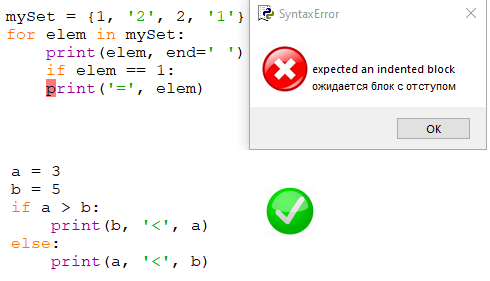 mySet = {1, '2', 2, '1'}
for elem in mySet:
    print(elem, end=' ')
    if elem == 1:
    print('=', elem)
SyntaxError
expected an indented block
ожидается блок с отступом
OK
a = 3
b = 5
if a > b:
    print(b, '<', a)
else:
    print(a, '<', b)